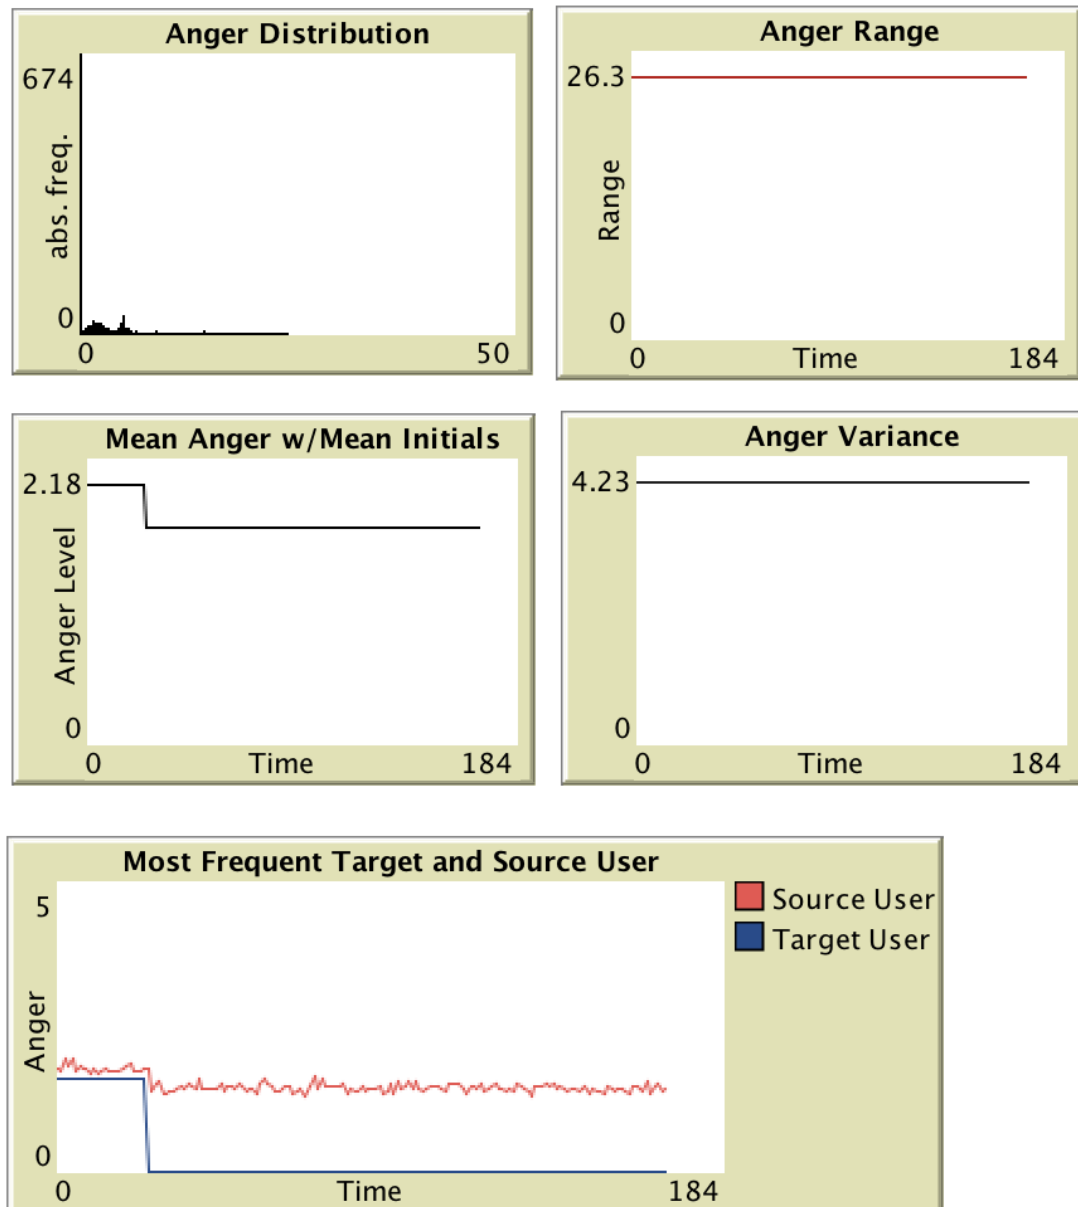 Anger Distribution
674
abs. freq.
0
0
50
Anger Range
26.3
Range
0
0
Time
184
Mean Anger w/Mean Initials
2.18
Anger Level
0
0
Time
184
Anger Variance
4.23
0
0
Time
184
Most Frequent Target and Source User
5
Anger
0
0
Time
184
Source User
Target User